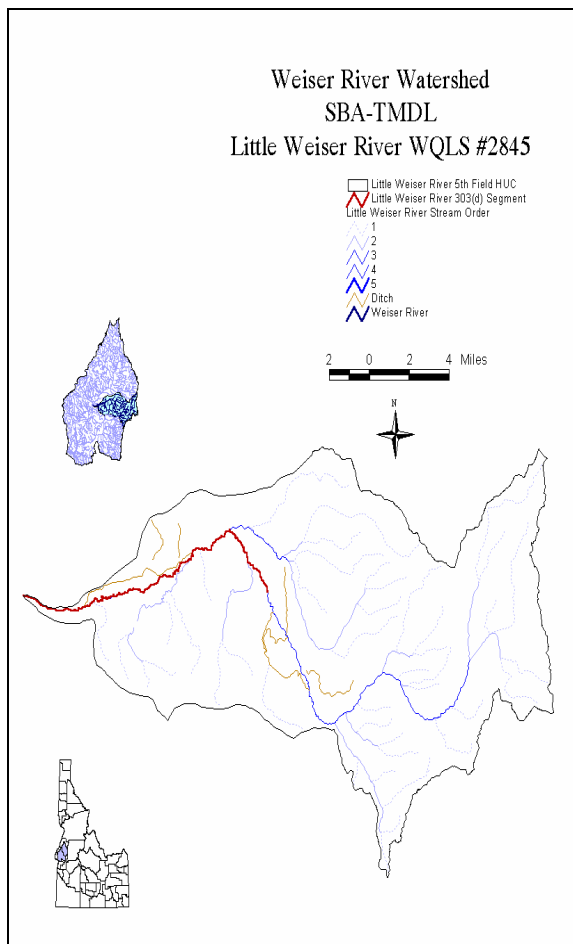 Weiser River Watershed
SBA-TMDL
Little Weiser River WQLS #2845
Little Weiser River 5th Field HUC
Little Weiser River 303(d) Segment
Little Weiser River Stream Order
1
2
3
4
5
Ditch
Weiser River
2 0 2 4 Miles
N